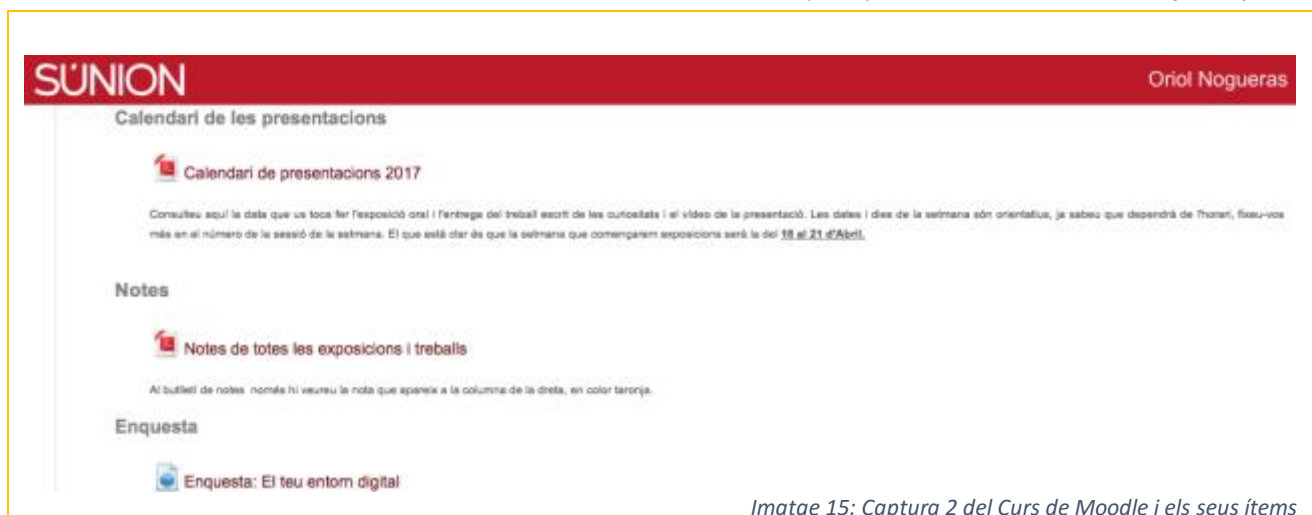 SÚNION
Oriol Nogueras
Calendari de les presentacions
Calendari de presentacions 2017
Consulteu aquí la data que us toca fer l'exposició oral i l'entrega del treball escrit de les curiositats i el vídeo de la presentació. Les dates i dies de la setmana són orientatius, ja sabeu que dependrà de l'horari, fixeu-vos
més en el número de la sessió de la setmana. El que está clar és que la setmana que començarem exposicions serà la del 18 al 21 d'Abril.
Notes
Notes de totes les exposicions i treballs
Al butlletí de notes només hi veureu la nota que apareix a la columna de la dreta, en color taronja.
Enquesta
Enquesta: El teu entorn digital
Imatge 15: Captura 2 del Curs de Moodle i els seus ítems